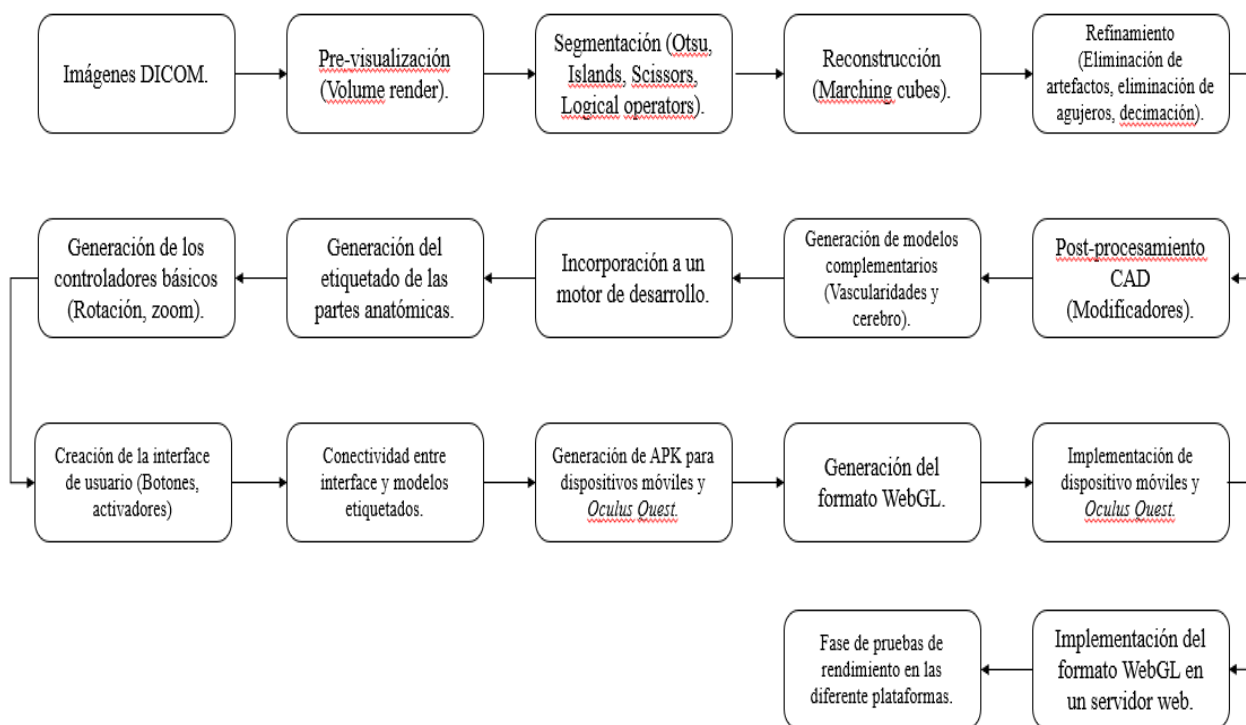 Imágenes DICOM.
Pre-visualización
(Volume render).
Segmentación (Otsu,
Islands, Scissors,
Logical operators).
Reconstrucción
(Marching cubes).
Refinamiento
(Eliminación de
artefactos, eliminación de
agujeros, decimación).
Post-procesamiento
CAD
(Modificadores).
Generación de modelos
complementarios
(Vascularidades y
cerebro).
Incorporación a un
motor de desarrollo.
Generación del
etiquetado de las
partes anatómicas.
Generación de los
controladores básicos
(Rotación, zoom).
Creación de la interface
de usuario (Botones,
activadores)
Conectividad entre
interface y modelos
etiquetados.
Generación de APK para
dispositivos móviles y
Oculus Quest.
Generación del
formato WebGL.
Implementación de
dispositivo móviles y
Oculus Quest.
Implementación del
formato WebGL en
un servidor web.
Fase de pruebas de
rendimiento en las
diferente plataformas.